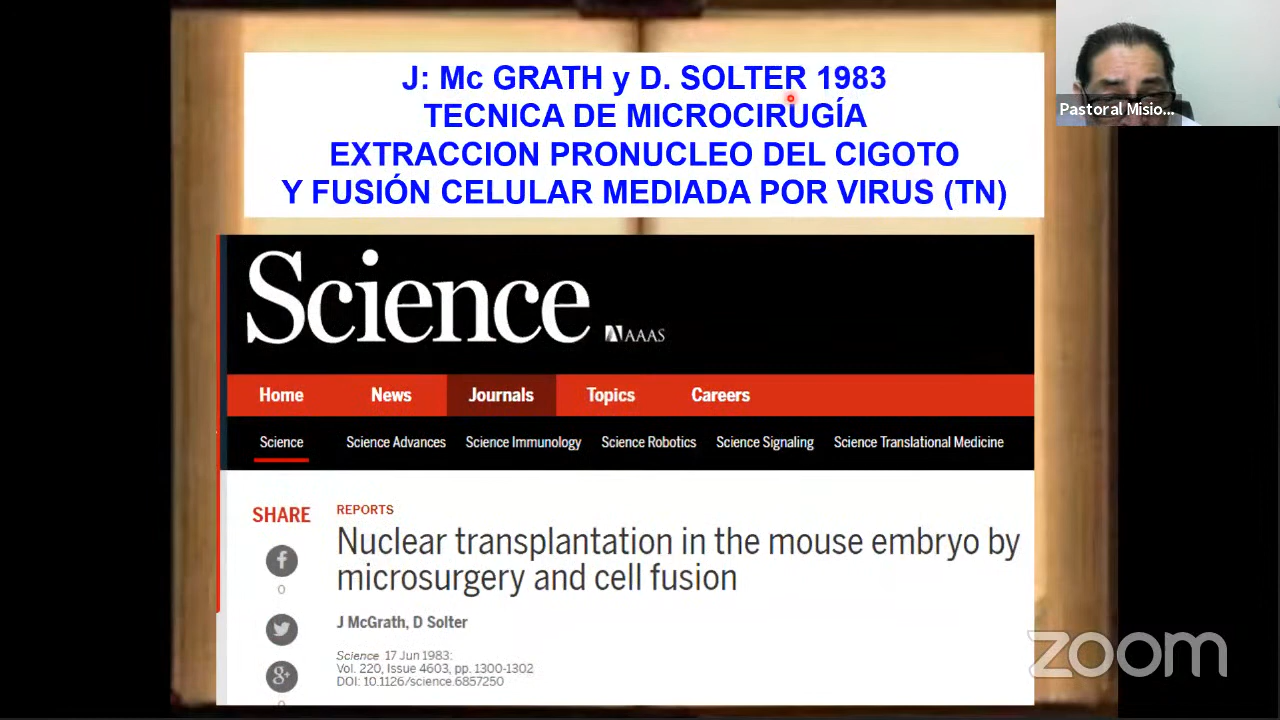 J: Mc GRATH y D. SOLTER 1983
TECNICA DE MICROCIRUGÍA
EXTRACCION PRONUCLEO DEL CIGOTO
Y FUSIÓN CELULAR MEDIADA POR VIRUS (TN)
Pastoral Misio...
Science
AAAS
Home News Journals Topics Careers
Science Science Advances Science Immunology Science Robotics Science Signaling Science Translational Medicine
SHARE
REPORTS
Nuclear transplantation in the mouse embryo by
microsurgery and cell fusion
0
J McGrath, D Solter
Science 17 Jun 1983:
Vol. 220, Issue 4603, pp. 1300-1302
DOI: 10.1126/science.6857250
zoom